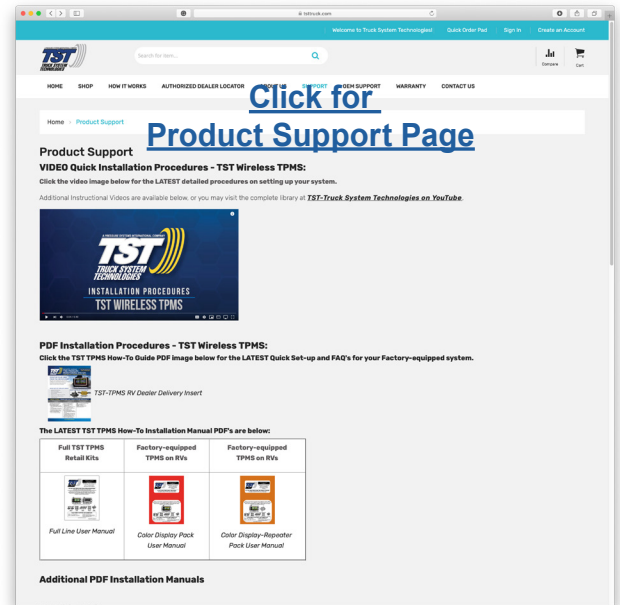 tsttruck.com
Welcome to Truck System Technologies! Quick Order Pad Sign in Create an Account
TST
TRUCK SYSTEM
TECHNOLOGIES
Search for item...
Compare
Cart
HOME SHOP HOW IT WORKS AUTHORIZED DEALER LOCATOR ABOUT US SUPPORT OEM SUPPORT WARRANTY CONTACT US
Click for
Product Support Page
Home > Product Support
Product Support
VIDEO Quick Installation Procedures - TST Wireless TPMS:
Click the video image below for the LATEST detailed procedures on setting up your system.
Additional Instructional Videos are available below, or you may visit the complete library at TST-Truck System Technologies on YouTube.
A PRESSURE SYSTEMS INTERNATIONAL COMPANY
TST
TRUCK SYSTEM
TECHNOLOGIES
INSTALLATION PROCEDURES
TST WIRELESS TPMS
PDF Installation Procedures - TST Wireless TPMS:
Click the TST TPMS How-To Guide PDF image below for the LATEST Quick Set-up and FAQ's for your Factory-equipped system.
TST-TPMS RV Dealer Delivery Insert
The LATEST TST TPMS How-To Installation Manual PDF's are below:
Full TST TPMS Retail Kits
Factory-equipped TPMS on RVs
Factory-equipped TPMS on RVs
Full Line User Manual
Color Display Pack User Manual
Color Display-Repeater Pack User Manual
Additional PDF Installation Manuals